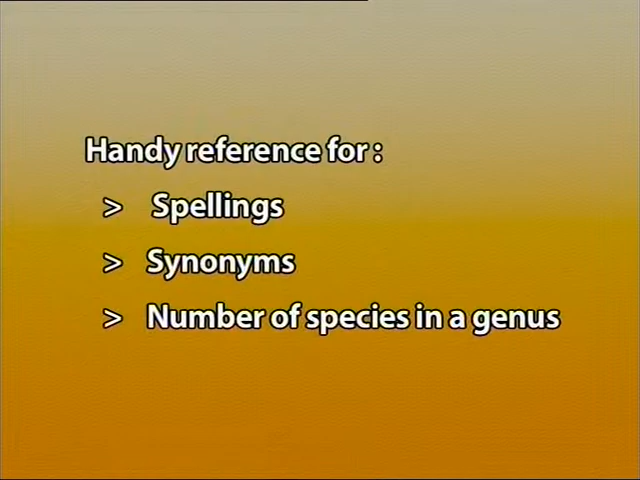 Handy reference for :
> Spellings
> Synonyms
> Number of species in a genus